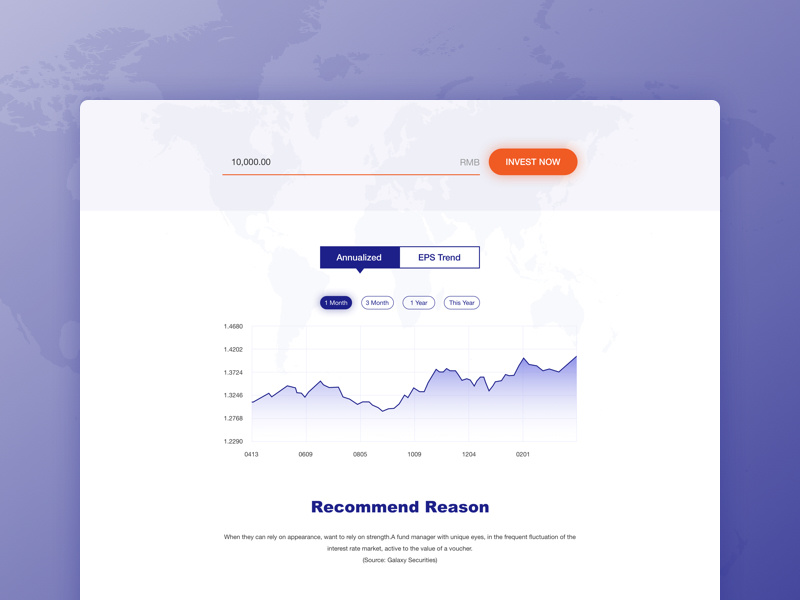 10,000.00 RMB INVEST NOW
Annualized EPS Trend
1 Month 3 Month 1 Year This Year
1.4680
1.4202
1.3724
1.3246
1.2768
1.2290
0413 0609 0805 1009 1204 0201
Recommend Reason
When they can rely on appearance, want to rely on strength.A fund manager with unique eyes, in the frequent fluctuation of the
interest rate market, active to the value of a voucher.
(Source: Galaxy Securities)